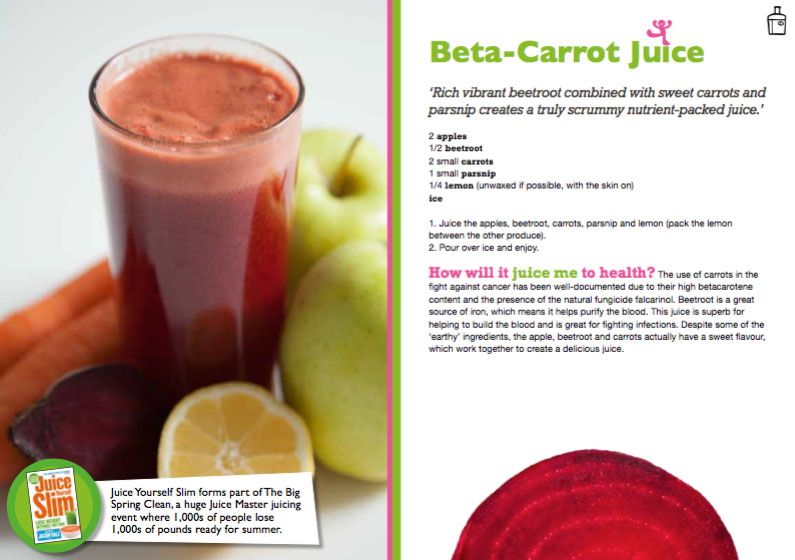 Beta-Carrot Juice
‘Rich vibrant beetroot combined with sweet carrots and
parsnip creates a truly scrummy nutrient-packed juice.’
2 apples
1/2 beetroot
2 small carrots
1 small parsnip
1/4 lemon (unwaxed if possible, with the skin on)
ice
1. Juice the apples, beetroot, carrots, parsnip and lemon (pack the lemon
between the other produce).
2. Pour over ice and enjoy.
How will it juice me to health? The use of carrots in the
fight against cancer has been well-documented due to their high betacarotene
content and the presence of the natural fungicide falcarinol. Beetroot is a great
source of iron, which means it helps purify the blood. This juice is superb for
helping to build the blood and is great for fighting infections. Despite some of the
‘earthy’ ingredients, the apple, beetroot and carrots actually have a sweet flavour,
which work together to create a delicious juice.
Juice
Slim
Juice Yourself Slim forms part of The Big
Spring Clean, a huge Juice Master juicing
event where 1,000s of people lose
1,000s of pounds ready for summer.